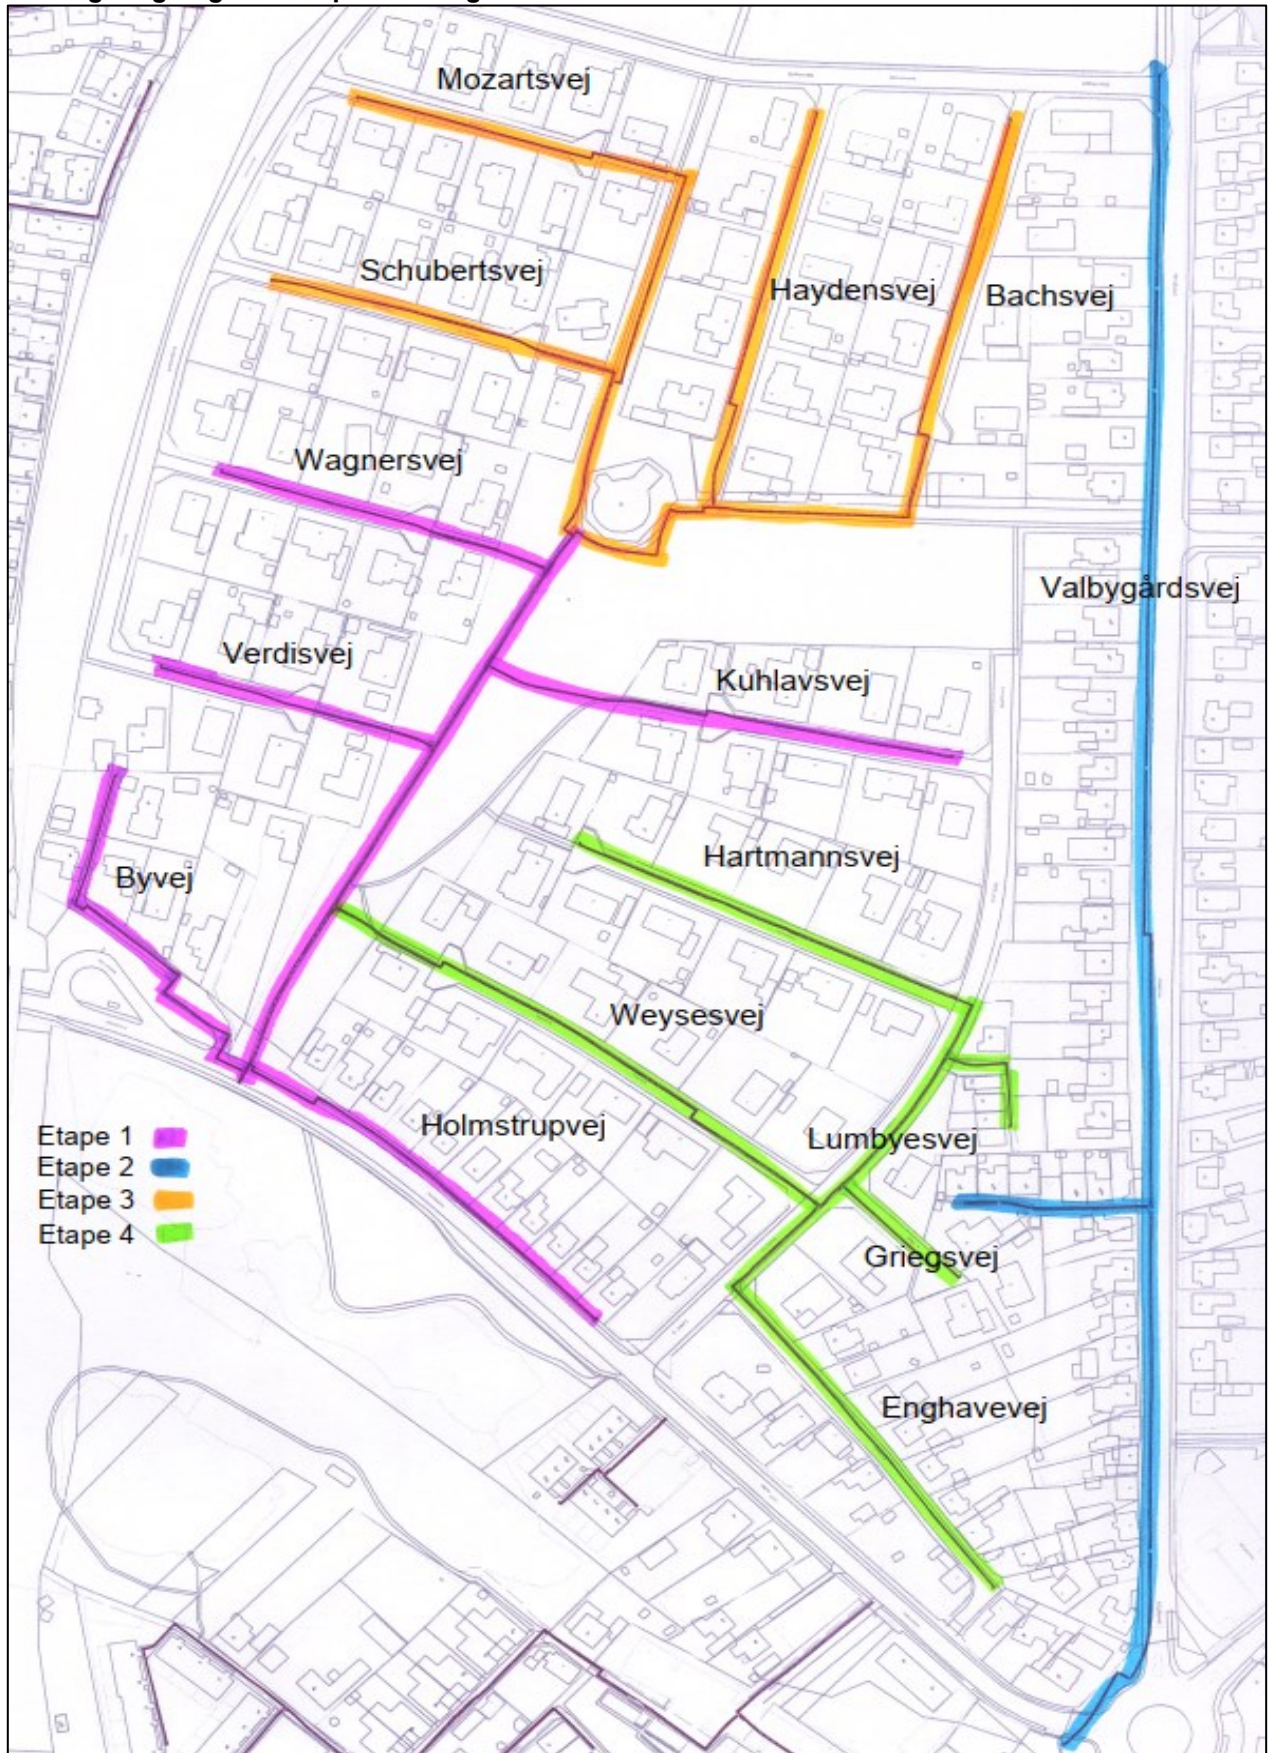 Mozartsvej
Schubertsvej
Haydensvej
Bachsvej
Wagnersvej
Valbygårdsvej
Verdisvej
Kuhlavsvej
Hartmannsvej
Byvej
Weysesvej
Holmstrupvej
Lumbyesvej
Etape 1
Etape 2
Etape 3
Etape 4
Griegsvej
Enghavevej